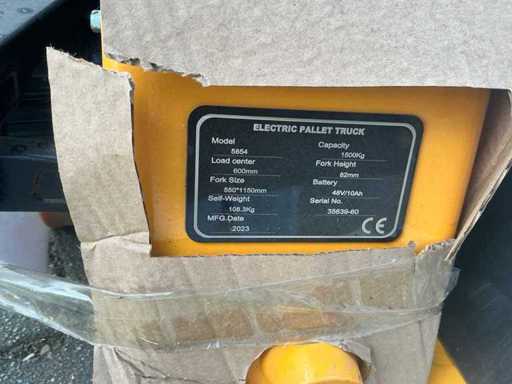 ELECTRIC PALLET TRUCK
Model
5654
Capacity
1500Kg
Load center
600mm
Fork Height
82mm
Fork Size
550*1150mm
Battery
48V/10Ah
Self-Weight
106.3Kg
Serial No.
35639-60
MFG.Date
2023
CE